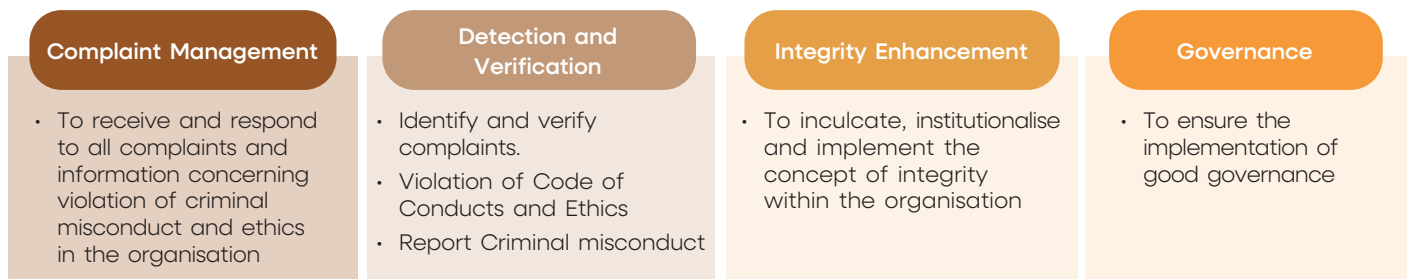 Complaint Management
• To receive and respond
to all complaints and
information concerning
violation of criminal
misconduct and ethics
in the organisation
Detection and
Verification
• Identify and verify
complaints.
• Violation of Code of
Conducts and Ethics
• Report Criminal misconduct
Integrity Enhancement
• To inculcate, institutionalise
and implement the
concept of integrity
within the organisation
Governance
• To ensure the
implementation of
good governance